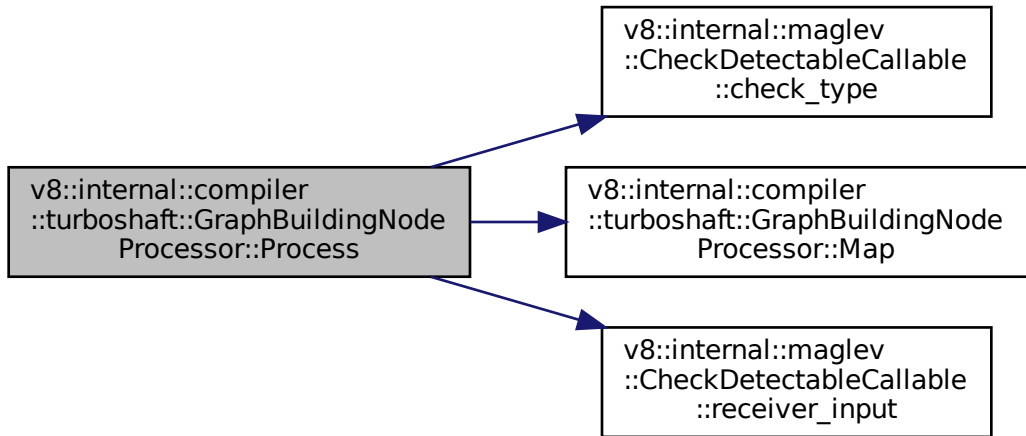 v8::internal::maglev
::CheckDetectableCallable
::check_type
v8::internal::compiler
::turboshaft::GraphBuildingNode
Processor::Process
v8::internal::compiler
::turboshaft::GraphBuildingNode
Processor::Map
v8::internal::maglev
::CheckDetectableCallable
::receiver_input